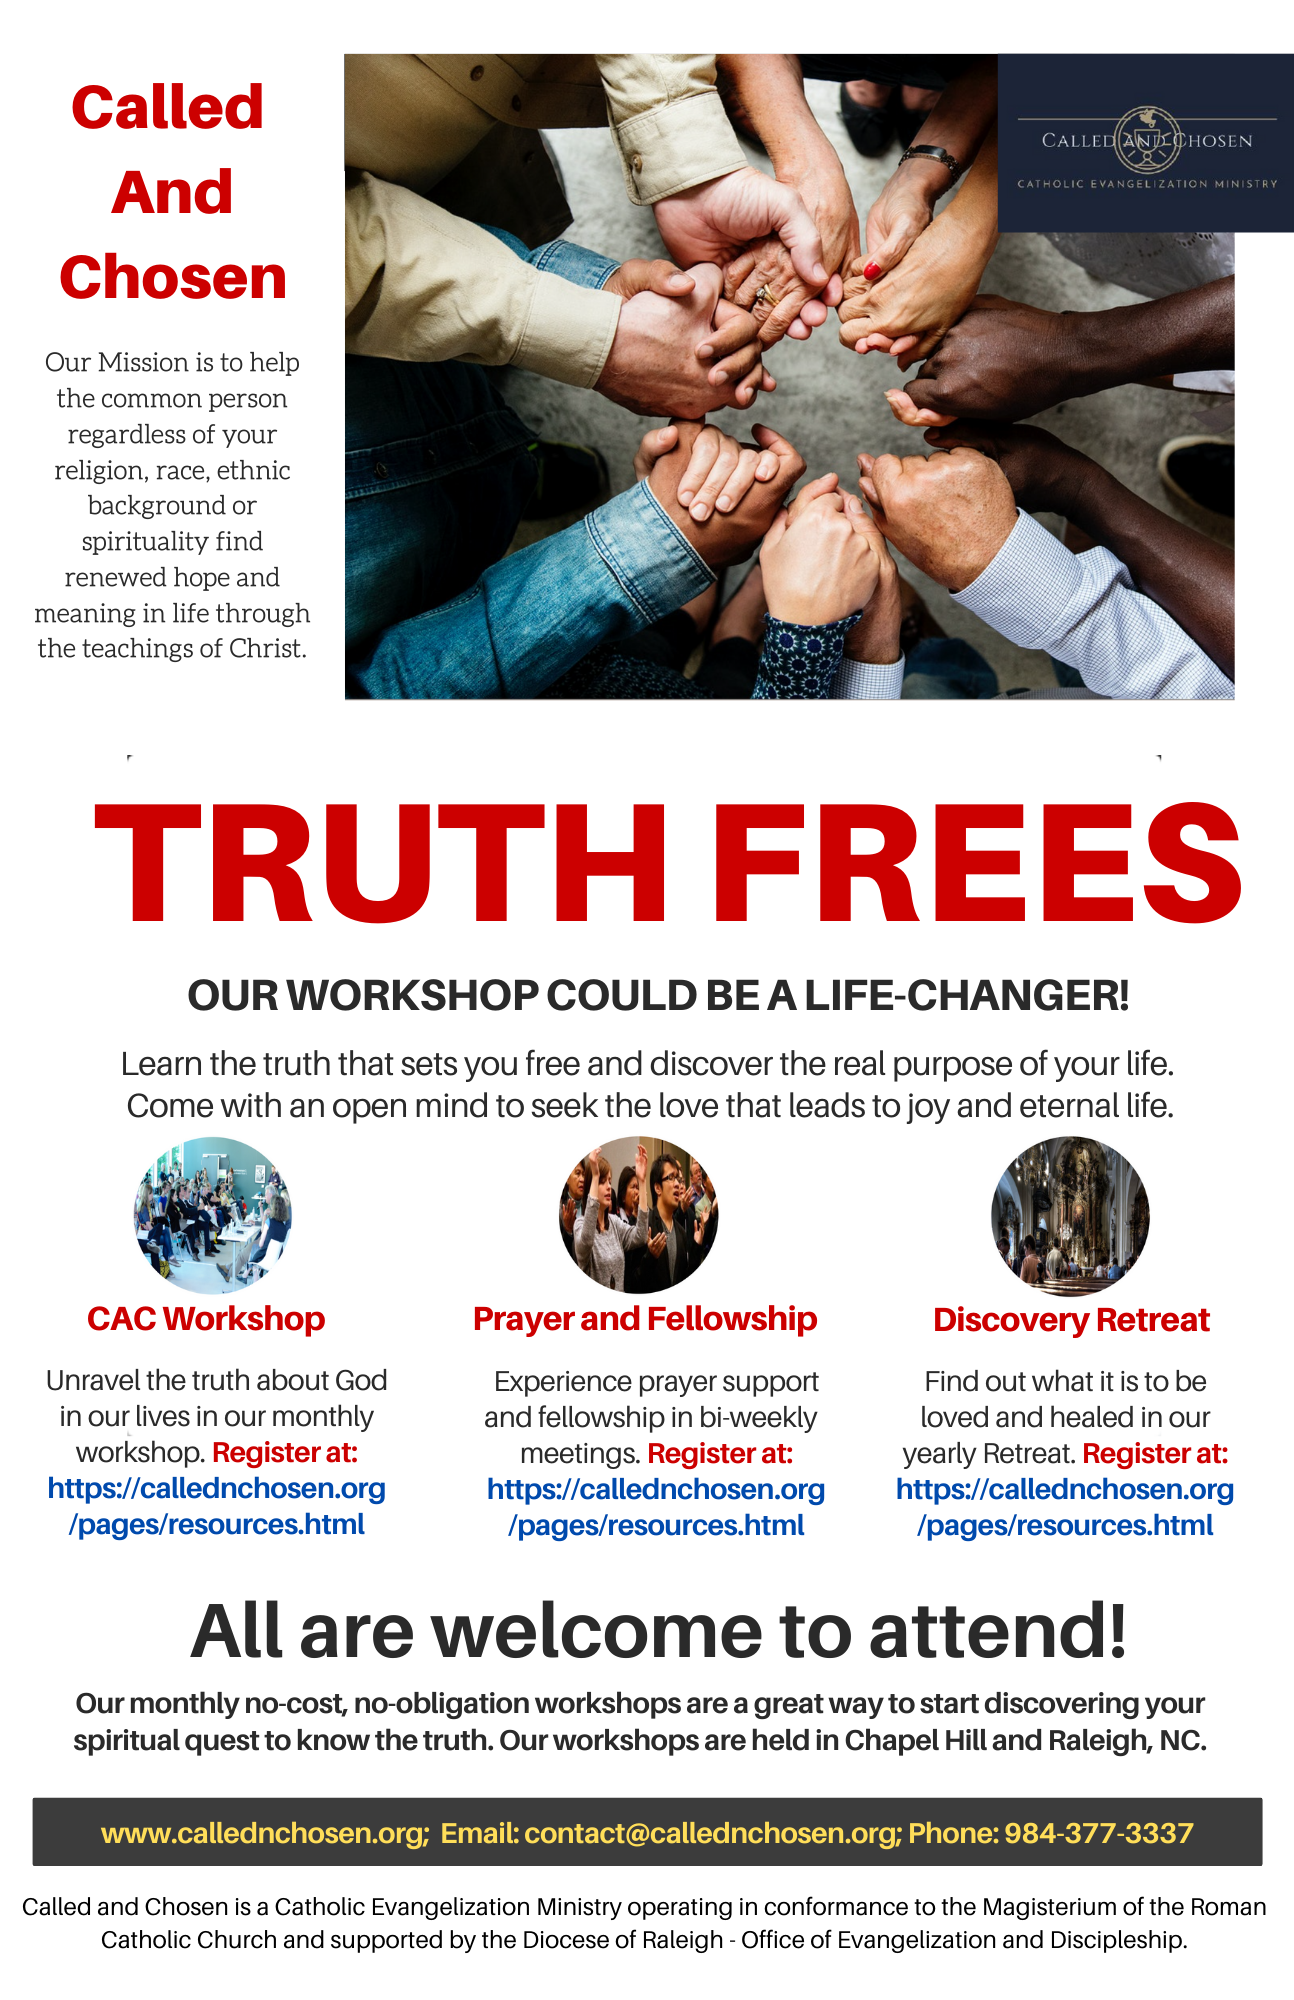 Called
And
Chosen
Our Mission is to help
the common person
regardless of your
religion, race, ethnic
background or
spirituality find
renewed hope and
meaning in life through
the teachings of Christ.
CALLED AND CHOSEN
CATHOLIC EVANGELIZATION MINISTRY
TRUTH FREES
OUR WORKSHOP COULD BE A LIFE-CHANGER!
Learn the truth that sets you free and discover the real purpose of your life.
Come with an open mind to seek the love that leads to joy and eternal life.
CAC Workshop
Unravel the truth about God
in our lives in our monthly
workshop. Register at:
https://callednchosen.org
/pages/resources.html
Prayer and Fellowship
Experience prayer support
and fellowship in bi-weekly
meetings. Register at:
https://callednchosen.org
/pages/resources.html
Discovery Retreat
Find out what it is to be
loved and healed in our
yearly Retreat. Register at:
https://callednchosen.org
/pages/resources.html
All are welcome to attend!
Our monthly no-cost, no-obligation workshops are a great way to start discovering your
spiritual quest to know the truth. Our workshops are held in Chapel Hill and Raleigh, NC.
www.callednchosen.org; Email: contact@callednchosen.org; Phone: 984-377-3337
Called and Chosen is a Catholic Evangelization Ministry operating in conformance to the Magisterium of the Roman
Catholic Church and supported by the Diocese of Raleigh - Office of Evangelization and Discipleship.